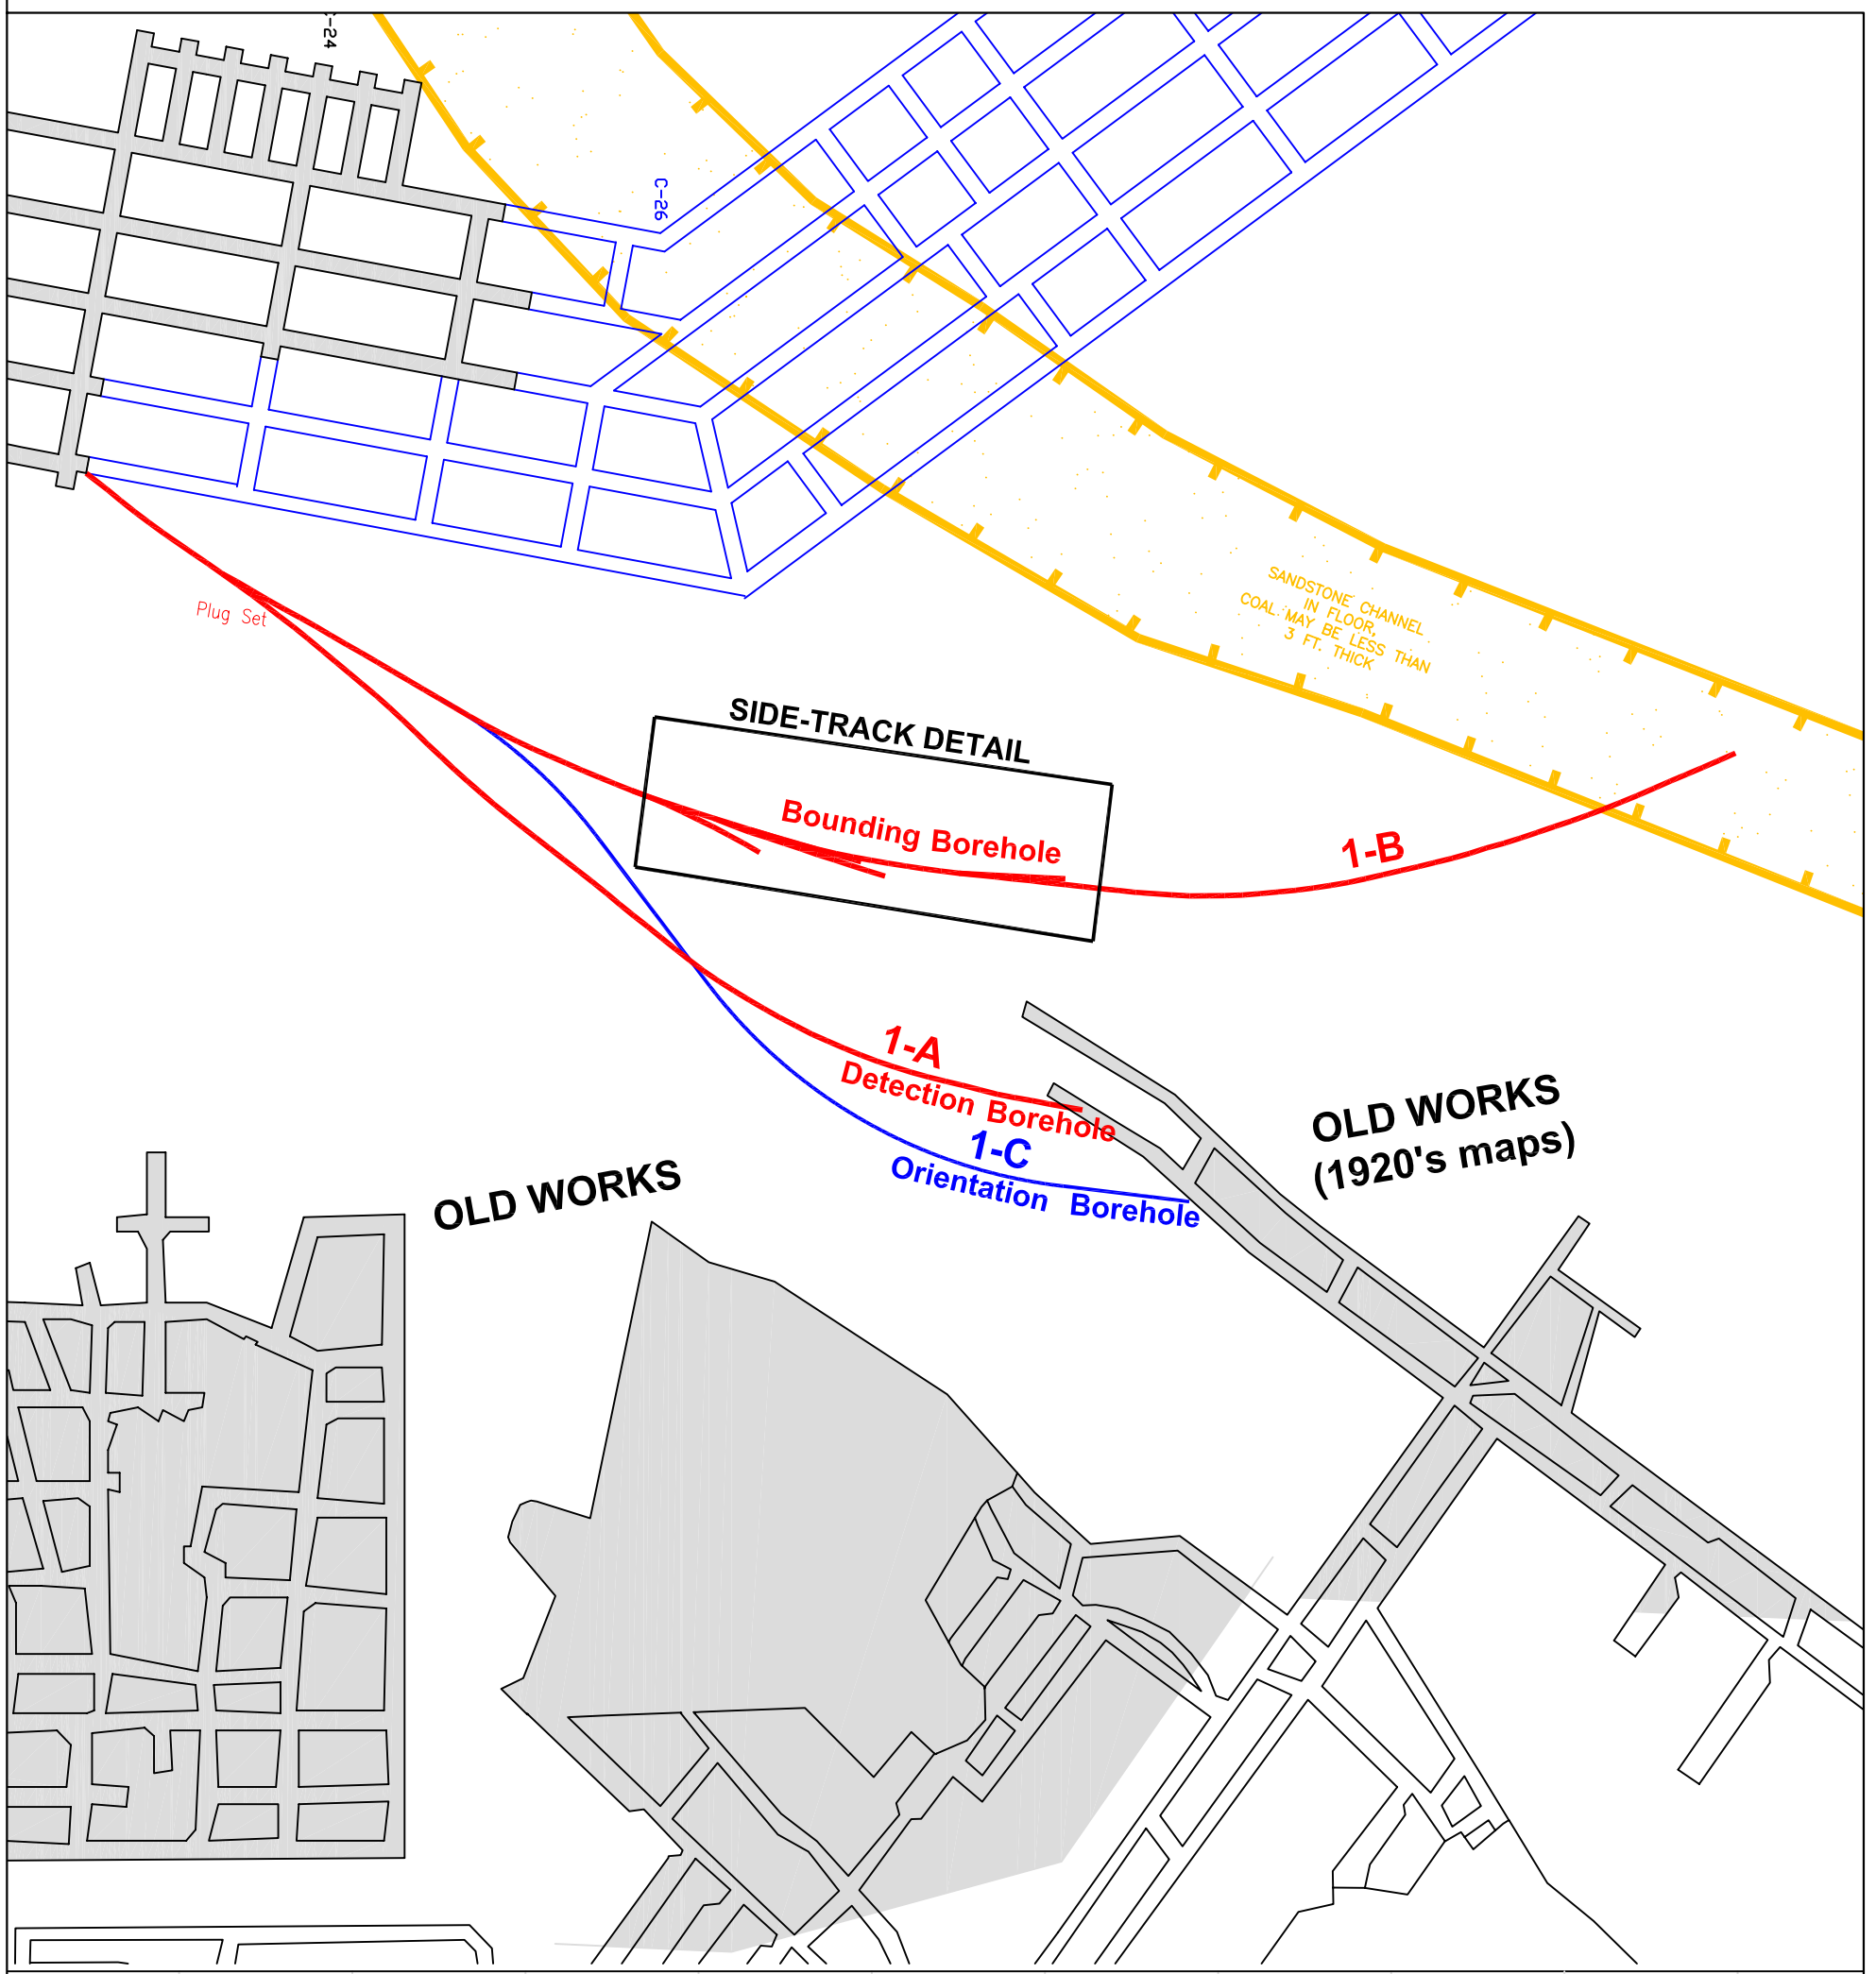 -24
C-26
SANDSTONE CHANNEL
IN FLOOR,
COAL MAY BE LESS THAN
3 FT. THICK
Plug Set
SIDE-TRACK DETAIL
Bounding Borehole
1-B
1-A
Detection Borehole
1-C
Orientation Borehole
OLD WORKS
(1920's maps)
OLD WORKS